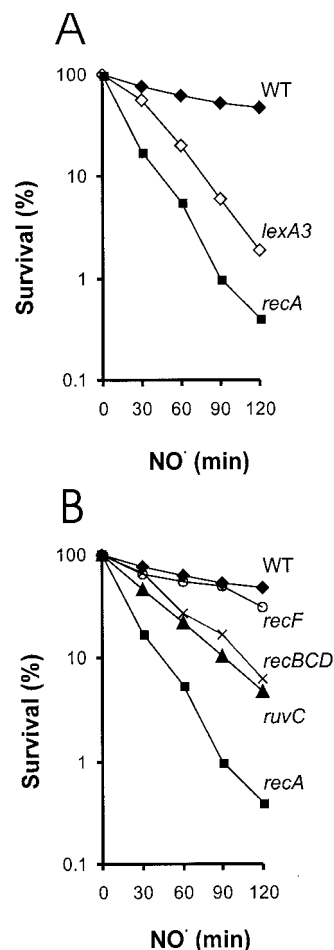 A
Survival (%)
100
10
1
0.1
WT
lexA3
recA
0 30 60 90 120
NO· (min)
B
Survival (%)
100
10
1
0.1
WT
recF
recBCD
ruvC
recA
0 30 60 90 120
NO· (min)